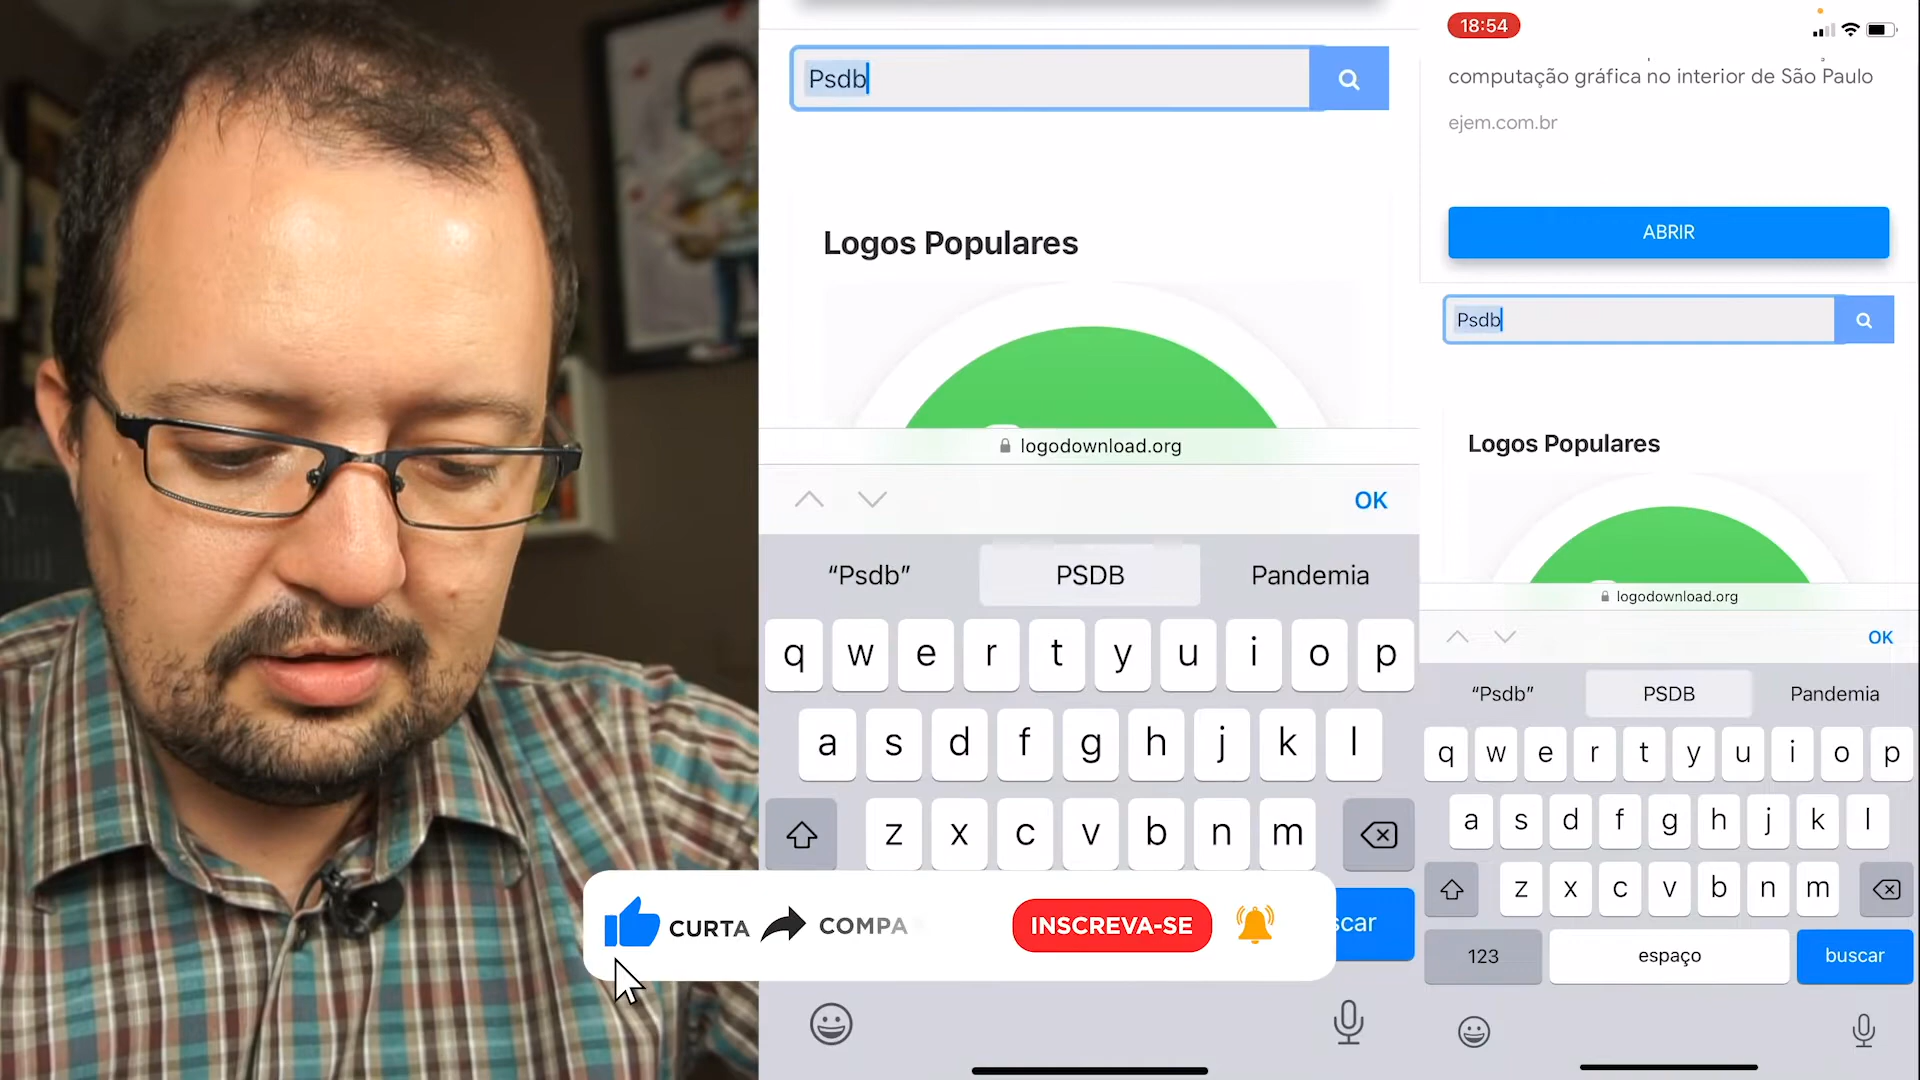 Psdb
Logos Populares
logodownload.org
OK
“Psdb” PSDB Pandemia
q w e r t y u i o p
a s d f g h j k l
z x c v b n m
CURTA COMPA INSCREVA-SE
scar
18:54
computação gráfica no interior de São Paulo
ejem.com.br
ABRIR
Psdb
Logos Populares
logodownload.org
OK
“Psdb” PSDB Pandemia
q w e r t y u i o p
a s d f g h j k l
z x c v b n m
123 espaço buscar